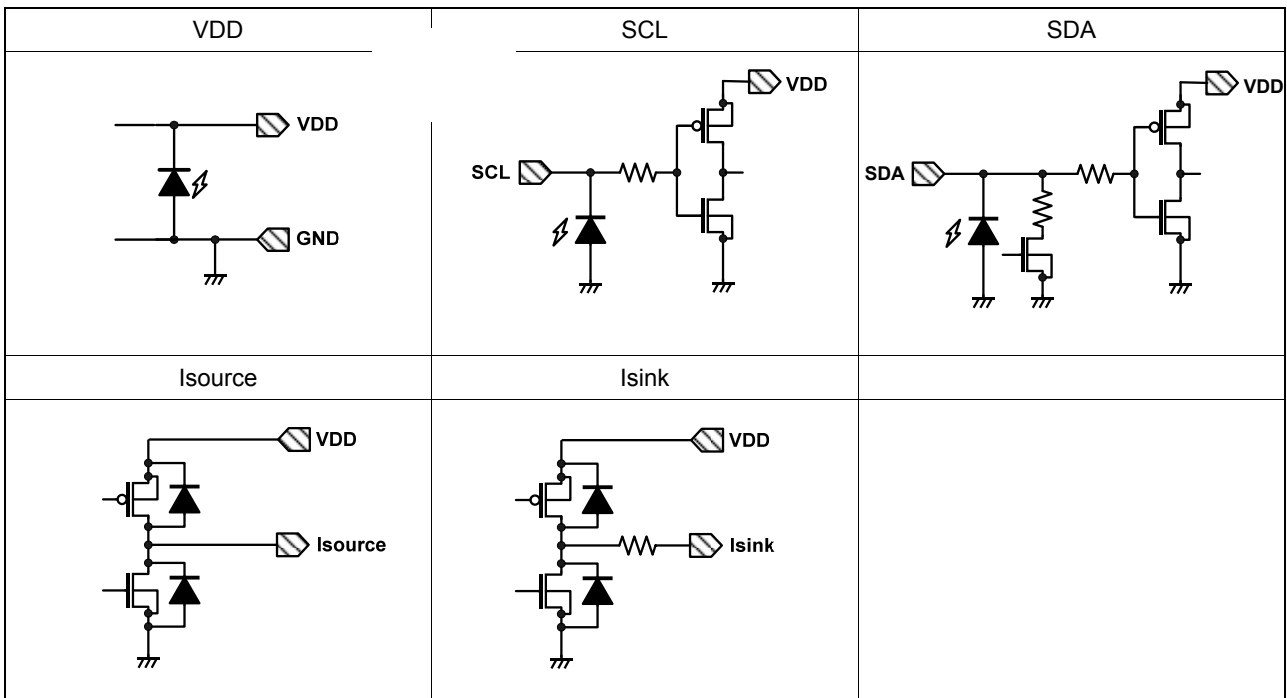 VDD
SCL
SDA
VDD
GND
VDD
SCL
VDD
SDA
Isource
Isink
VDD
Isource
VDD
Isink